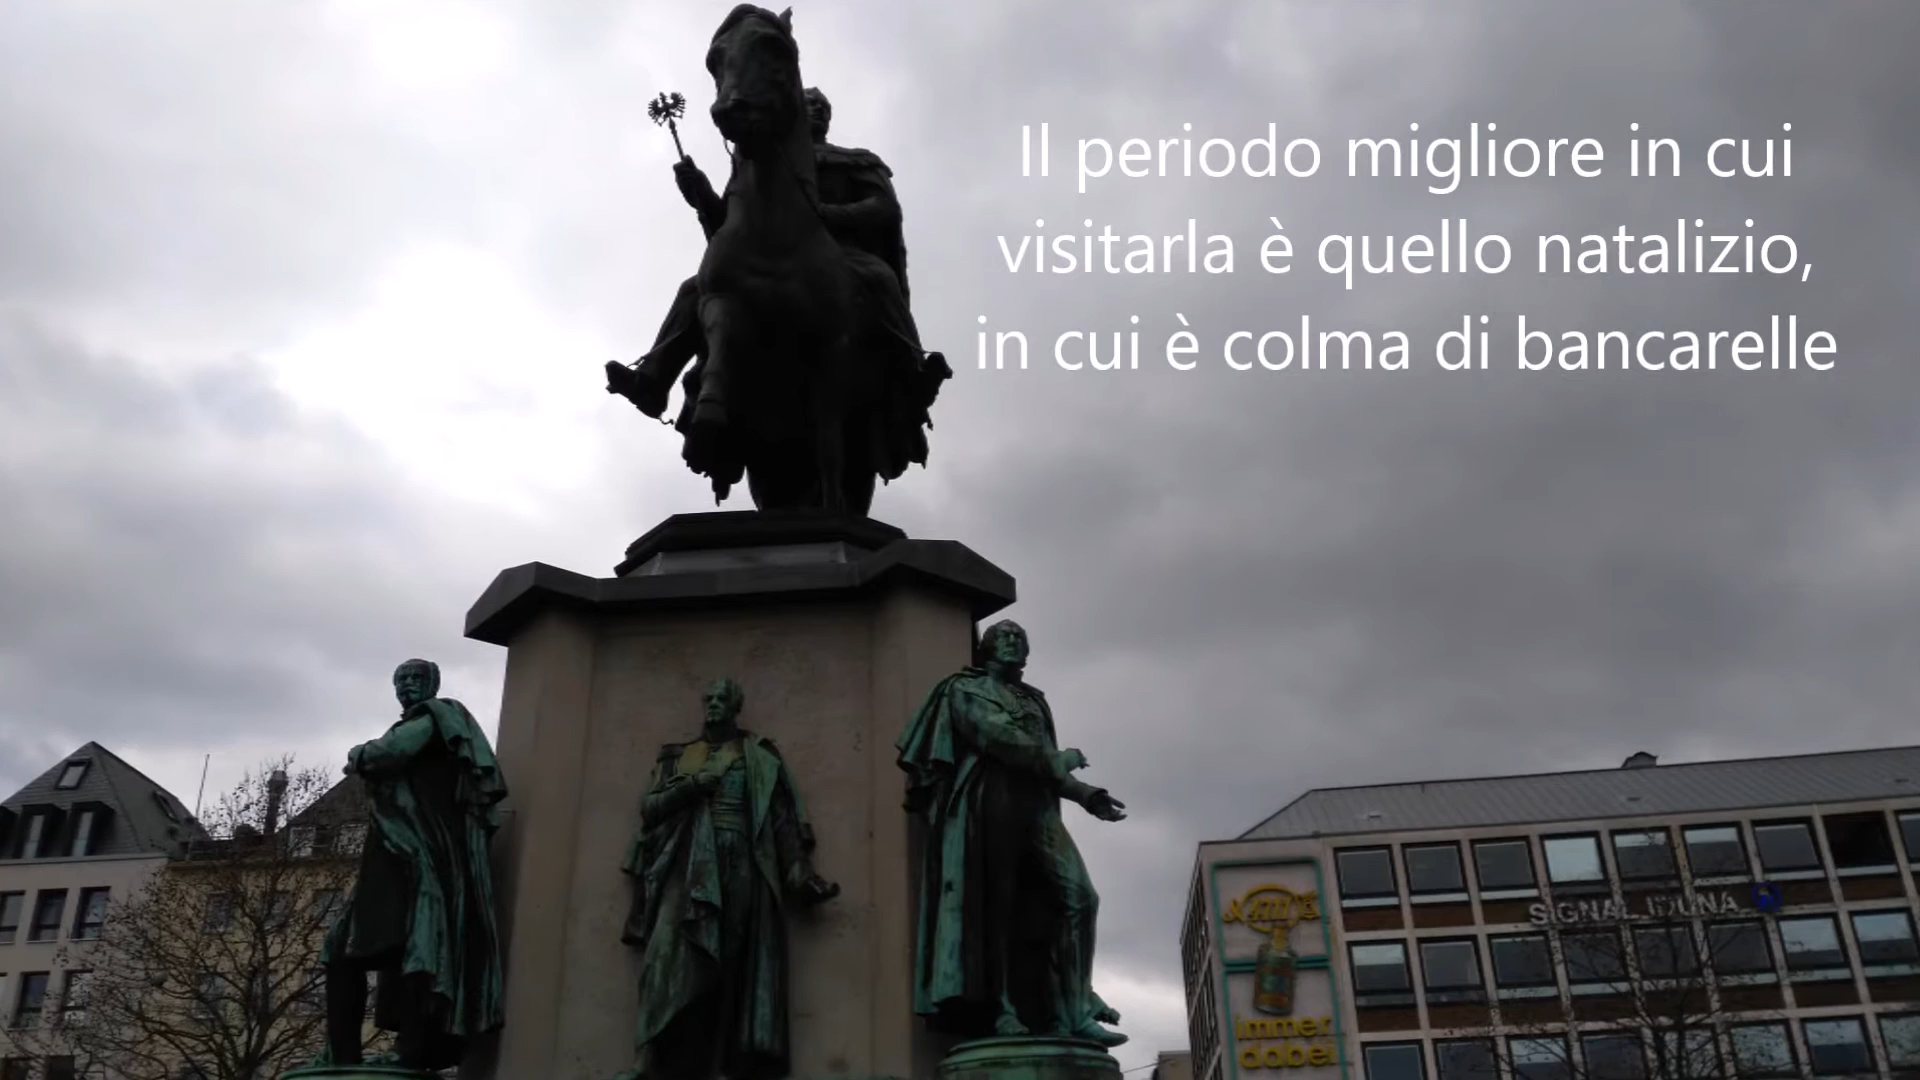 Il periodo migliore in cui
visitarla è quello natalizio,
in cui è colma di bancarelle
SIGNAL IDUNA
immer
dabei